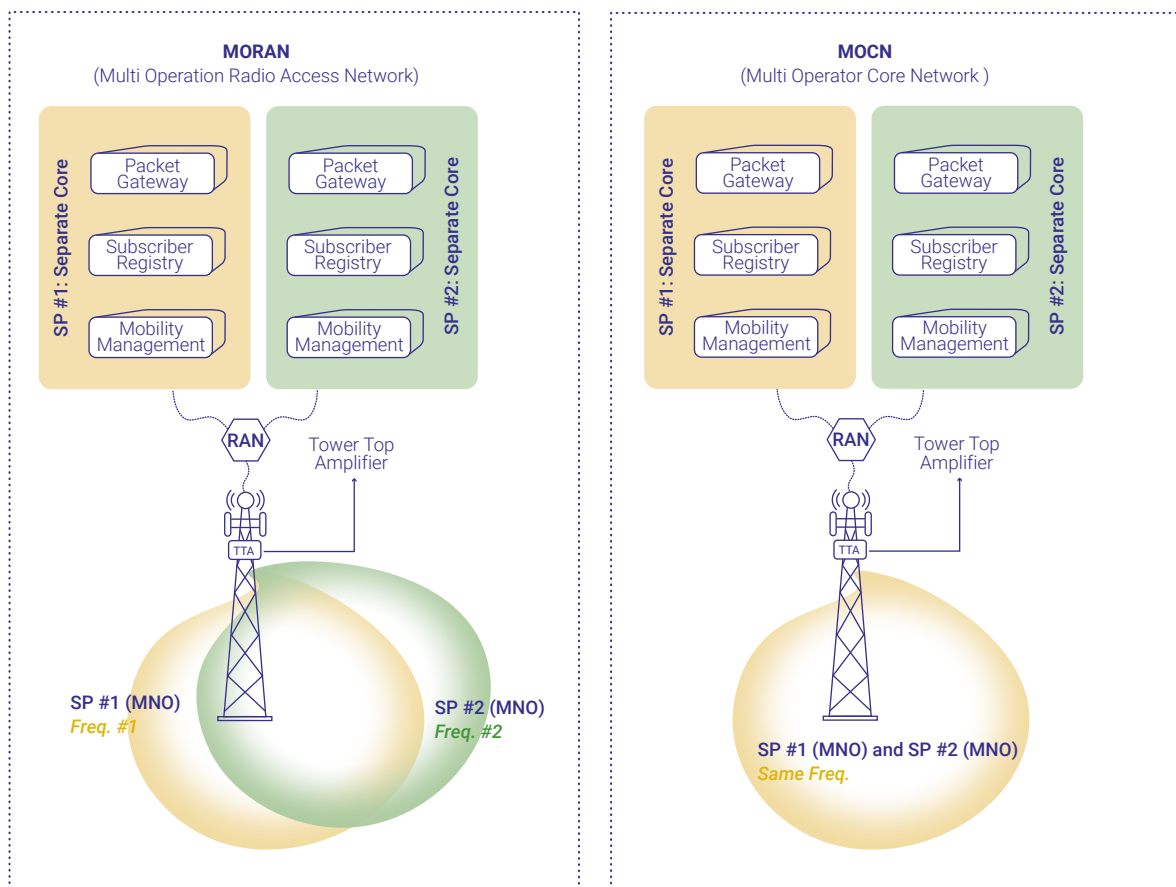 MORAN
(Multi Operation Radio Access Network)
SP #1: Separate Core
Packet
Gateway
Subscriber
Registry
Mobility
Management
Packet
Gateway
Subscriber
Registry
Mobility
Management
SP #2: Separate Core
RAN
Tower Top
Amplifier
TTA
SP #1 (MNO)
Freq. #1
SP #2 (MNO)
Freq. #2
MOCN
(Multi Operator Core Network )
SP #1: Separate Core
Packet
Gateway
Subscriber
Registry
Mobility
Management
Packet
Gateway
Subscriber
Registry
Mobility
Management
SP #2: Separate Core
RAN
Tower Top
Amplifier
TTA
SP #1 (MNO) and SP #2 (MNO)
Same Freq.